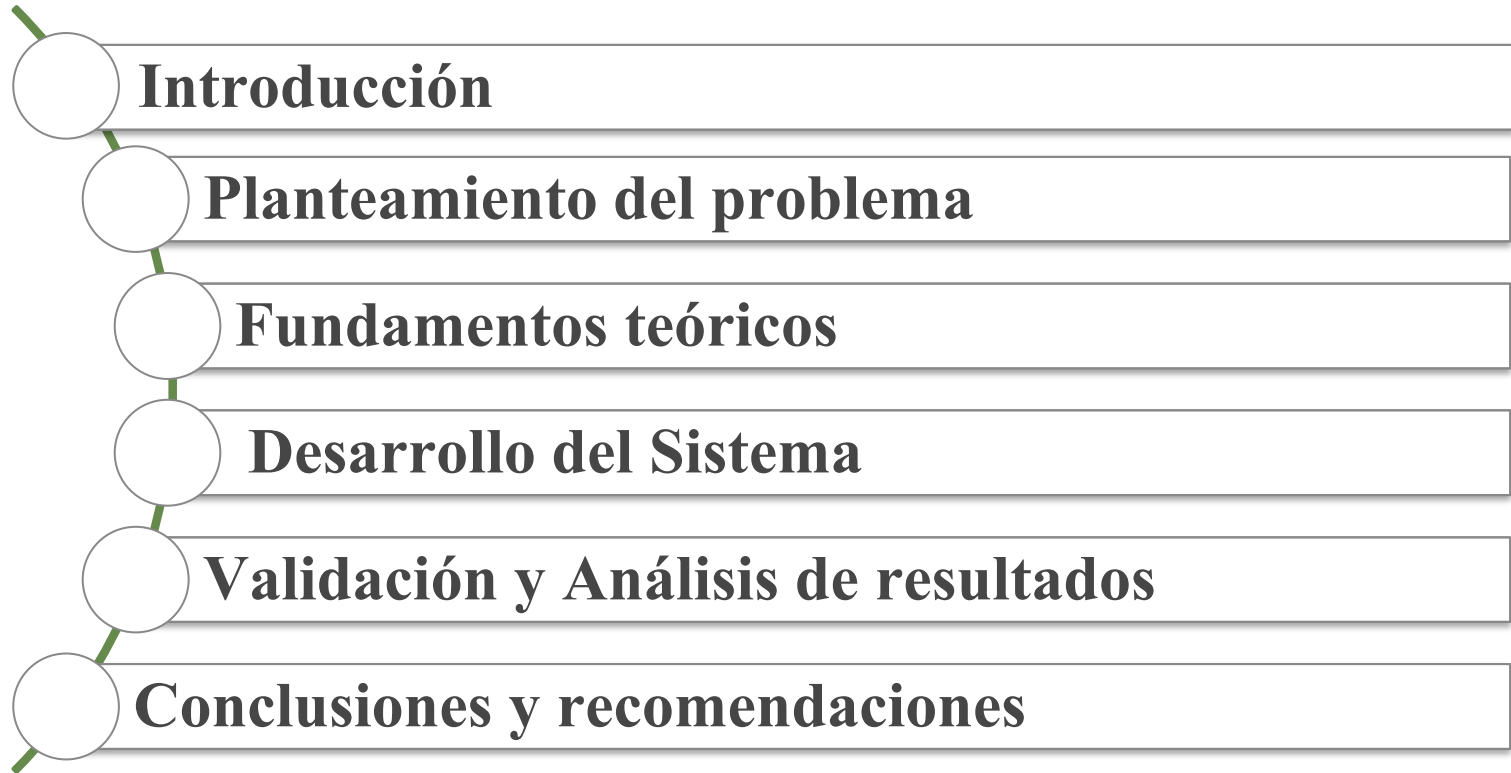 Introducción
Planteamiento del problema
Fundamentos teóricos
Desarrollo del Sistema
Validación y Análisis de resultados
Conclusiones y recomendaciones